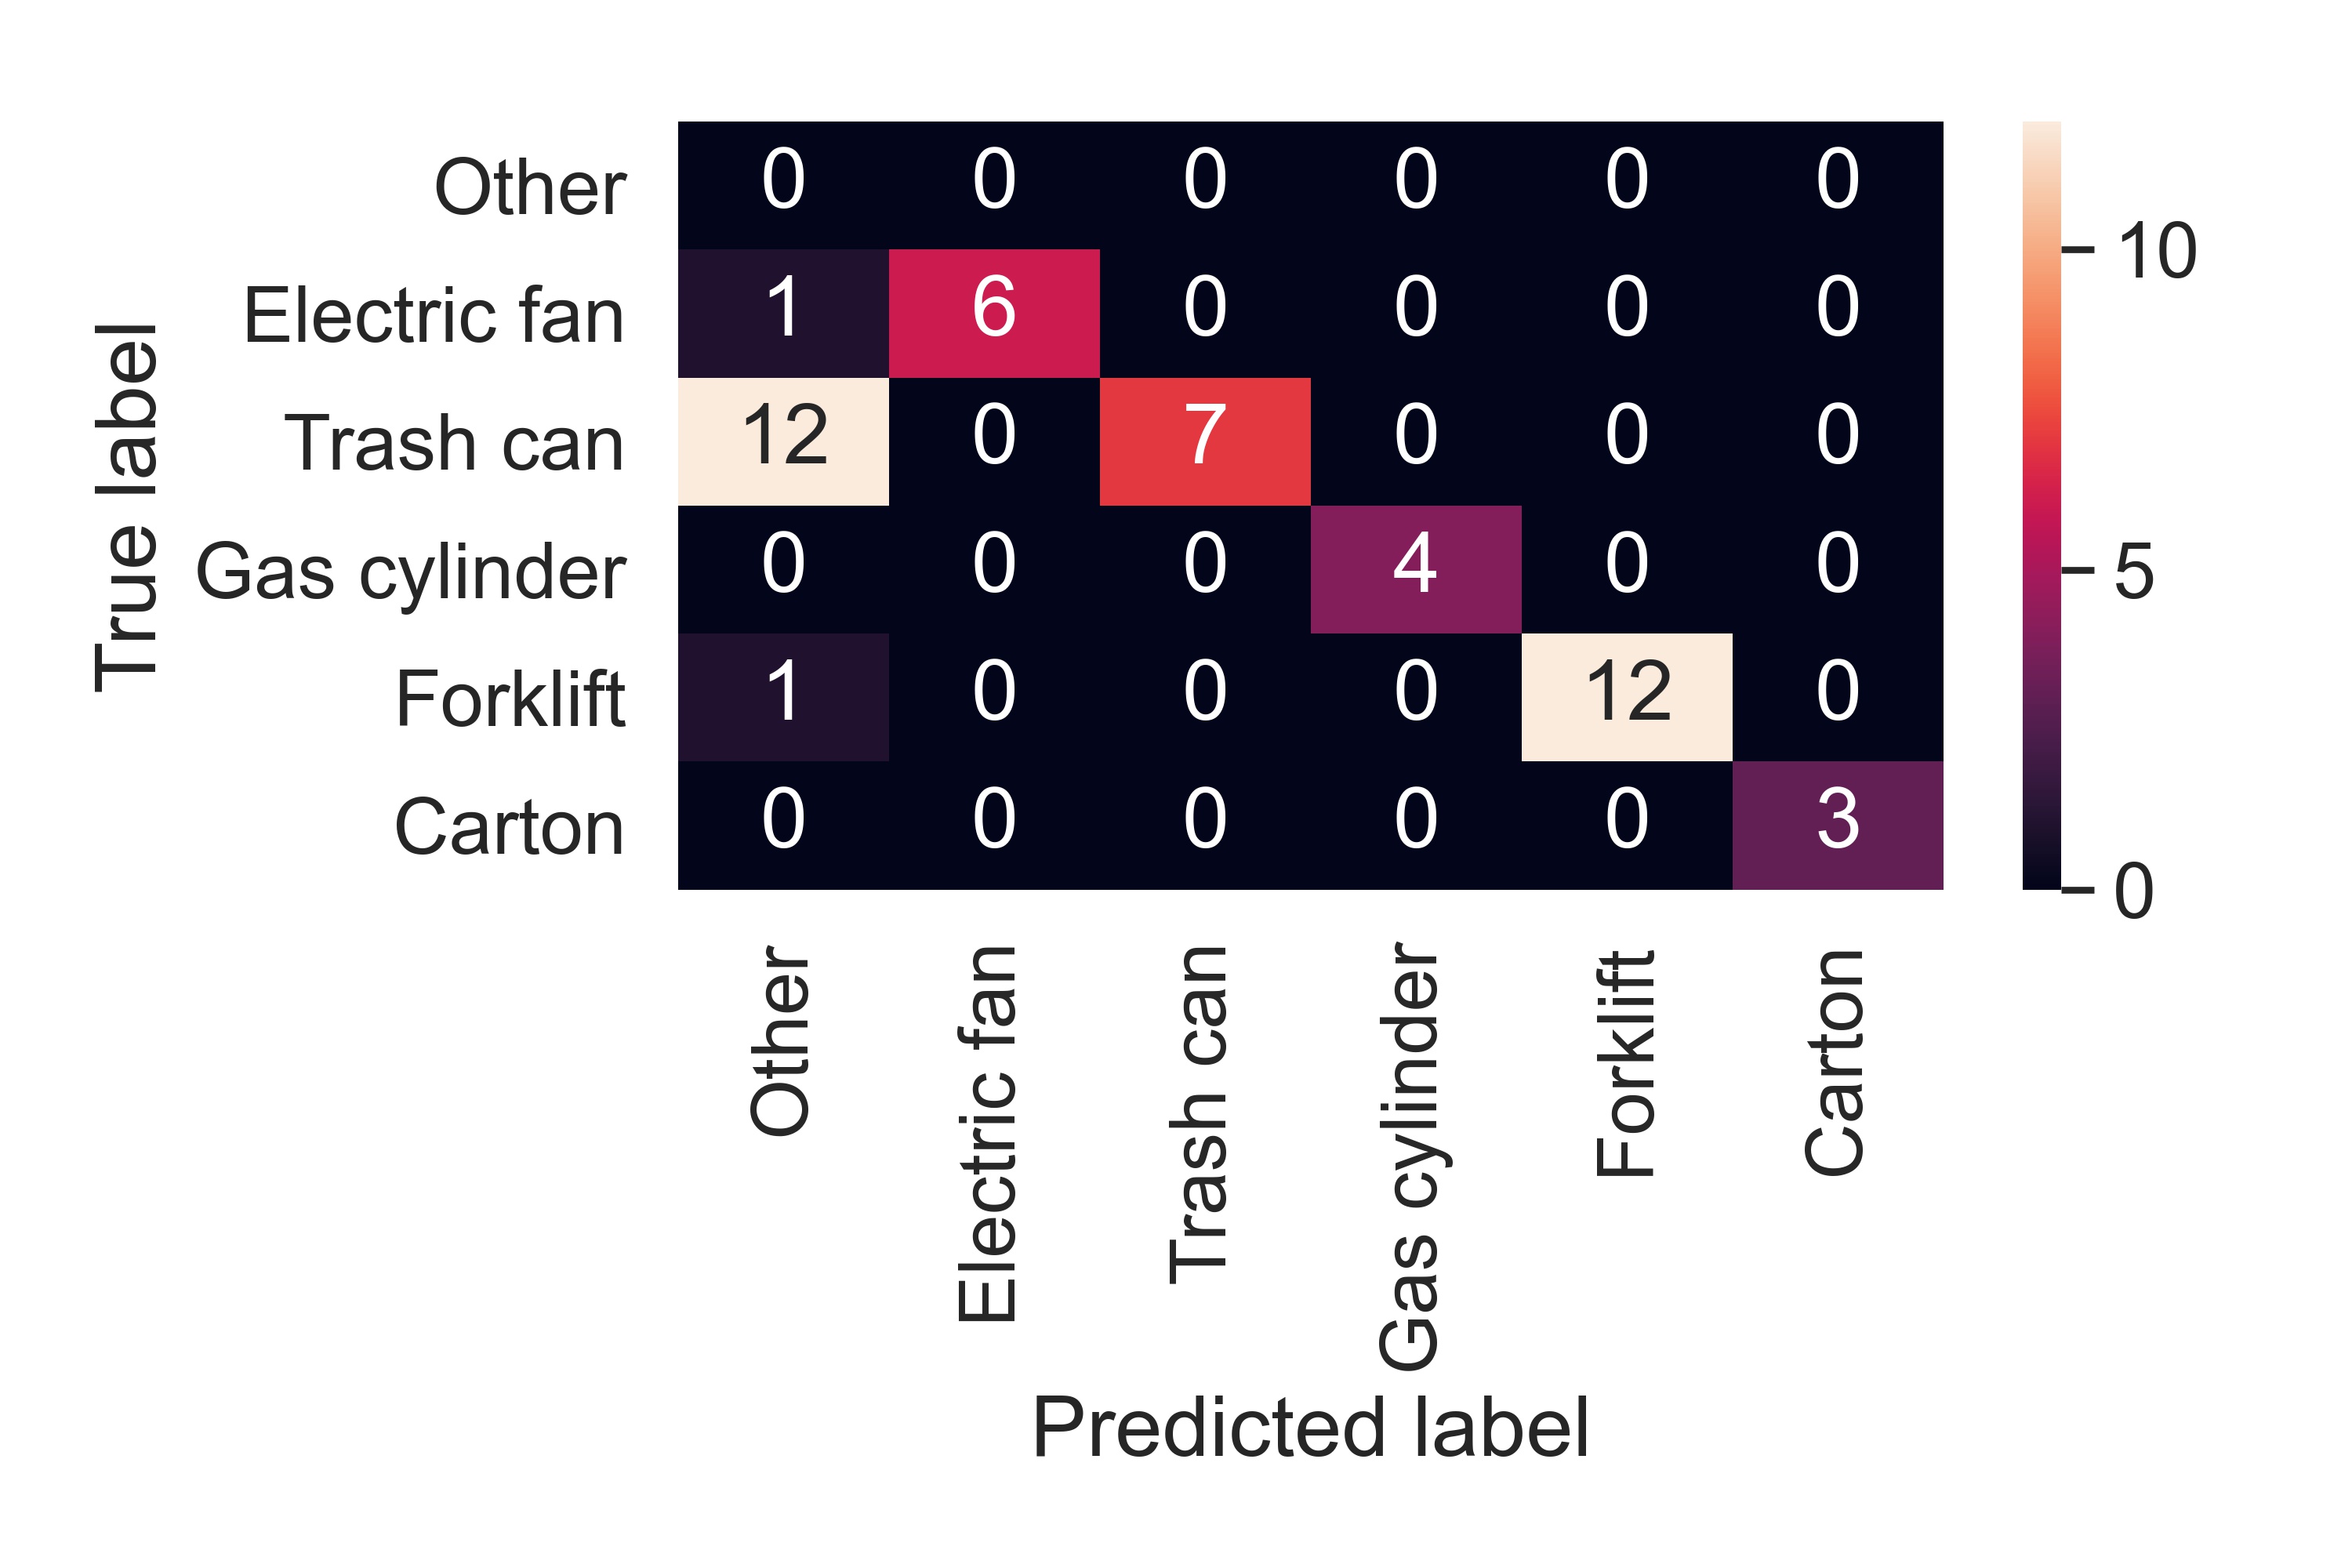 True label
Other 0 0 0 0 0 0
Electric fan 1 6 0 0 0 0
Trash can 12 0 7 0 0 0
Gas cylinder 0 0 0 4 0 0
Forklift 1 0 0 0 12 0
Carton 0 0 0 0 0 3
Other
Electric fan
Trash can
Gas cylinder
Forklift
Carton
Predicted label
10
5
0